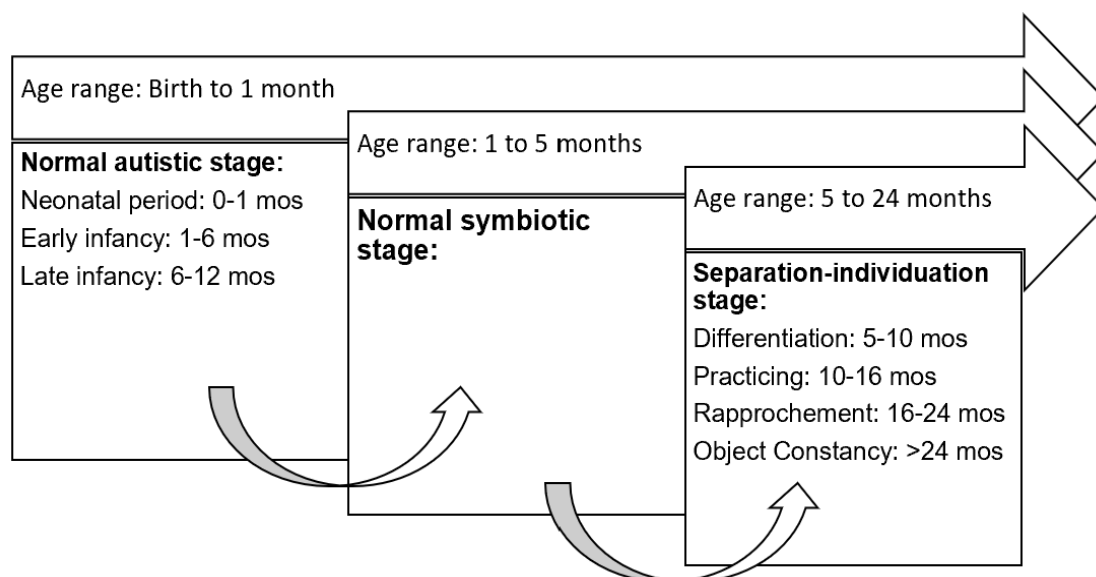 Age range: Birth to 1 month
Normal autistic stage:
Neonatal period: 0-1 mos
Early infancy: 1-6 mos
Late infancy: 6-12 mos
Age range: 1 to 5 months
Normal symbiotic
stage:
Age range: 5 to 24 months
Separation-individuation
stage:
Differentiation: 5-10 mos
Practicing: 10-16 mos
Rapprochement: 16-24 mos
Object Constancy: >24 mos